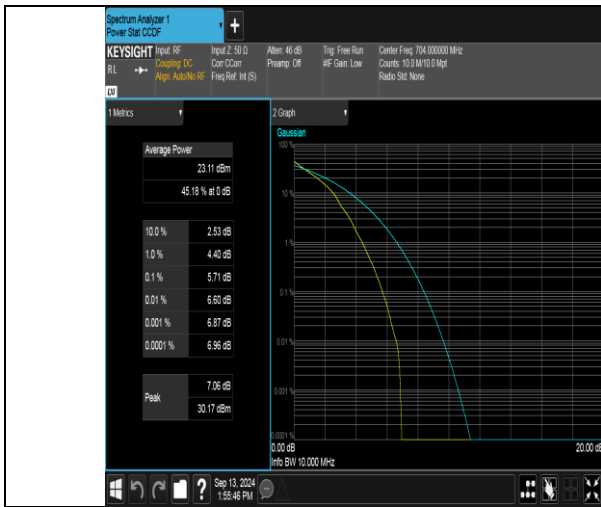 Spectrum Analyzer 1
Power Stat CCDF
+
KEYSIGHT Input: RF Input Z: 50 Ω Atten: 46 dB Trig: Free Run Center Freq: 704.000000 MHz
R L Coupling: DC Corr CCorr Preamp: Off #IF Gain: Low Counts: 10.0 M/10.0 Mpt
Align: Auto/No RF Freq Ref: Int (S) Radio Std: None
1 Metrics
2 Graph
Average Power
23.11 dBm
45.18 % at 0 dB
10.0 % 2.53 dB
1.0 % 4.40 dB
0.1 % 5.71 dB
0.01 % 6.60 dB
0.001 % 6.87 dB
0.0001 % 6.96 dB
Peak 7.06 dB
30.17 dBm
Gaussian
100 %
10 %
1 %
0.1 %
0.01 %
0.001 %
0.0001 %
0.00 dB 20.00 dB
Info BW 10.000 MHz
? Sep 13, 2024
1:55:46 PM